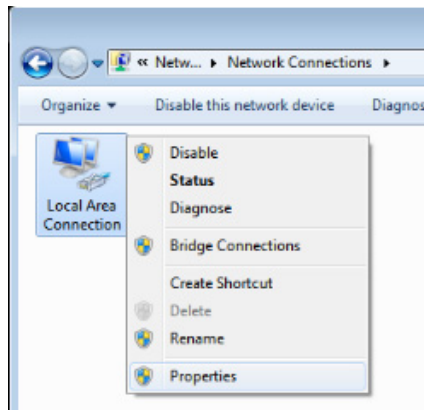 « Netw... ▸ Network Connections ▸
Organize ▾ Disable this network device Diagnos
Local Area
Connection
Disable
Status
Diagnose
Bridge Connections
Create Shortcut
Delete
Rename
Properties